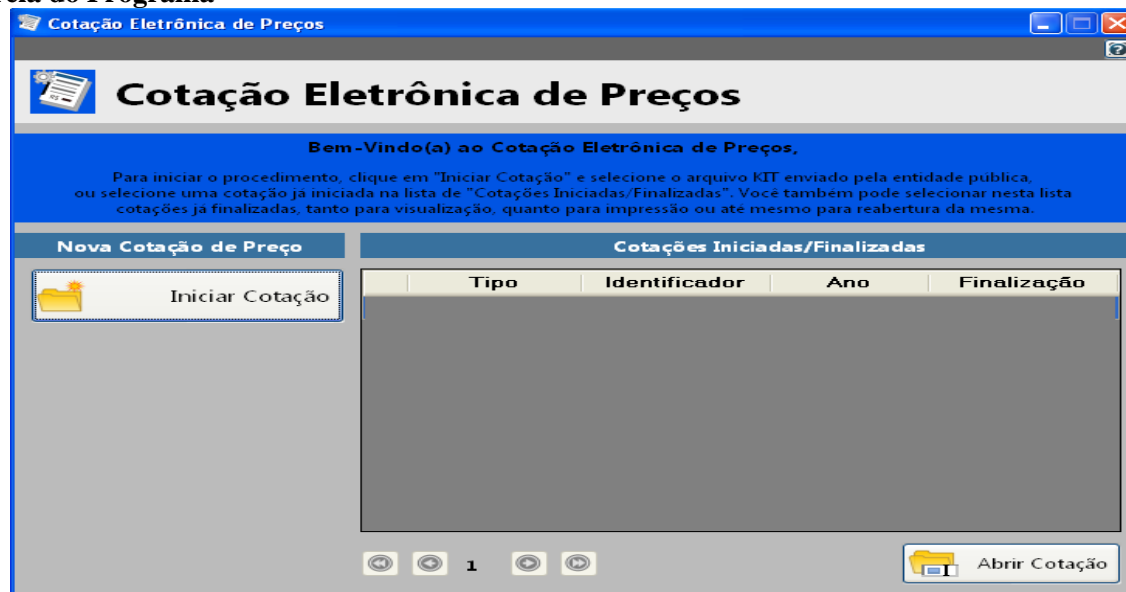 do Programa
Cotação Eletrônica de Preços
Cotação Eletrônica de Preços
Bem-Vindo(a) ao Cotação Eletrônica de Preços,
Para iniciar o procedimento, clique em "Iniciar Cotação" e selecione o arquivo KIT enviado pela entidade pública,
ou selecione uma cotação já iniciada na lista de "Cotações Iniciadas/Finalizadas". Você também pode selecionar nesta lista
cotações já finalizadas, tanto para visualização, quanto para impressão ou até mesmo para reabertura da mesma.
Nova Cotação de Preço
Cotações Iniciadas/Finalizadas
Iniciar Cotação
Tipo Identificador Ano Finalização
1
Abrir Cotação